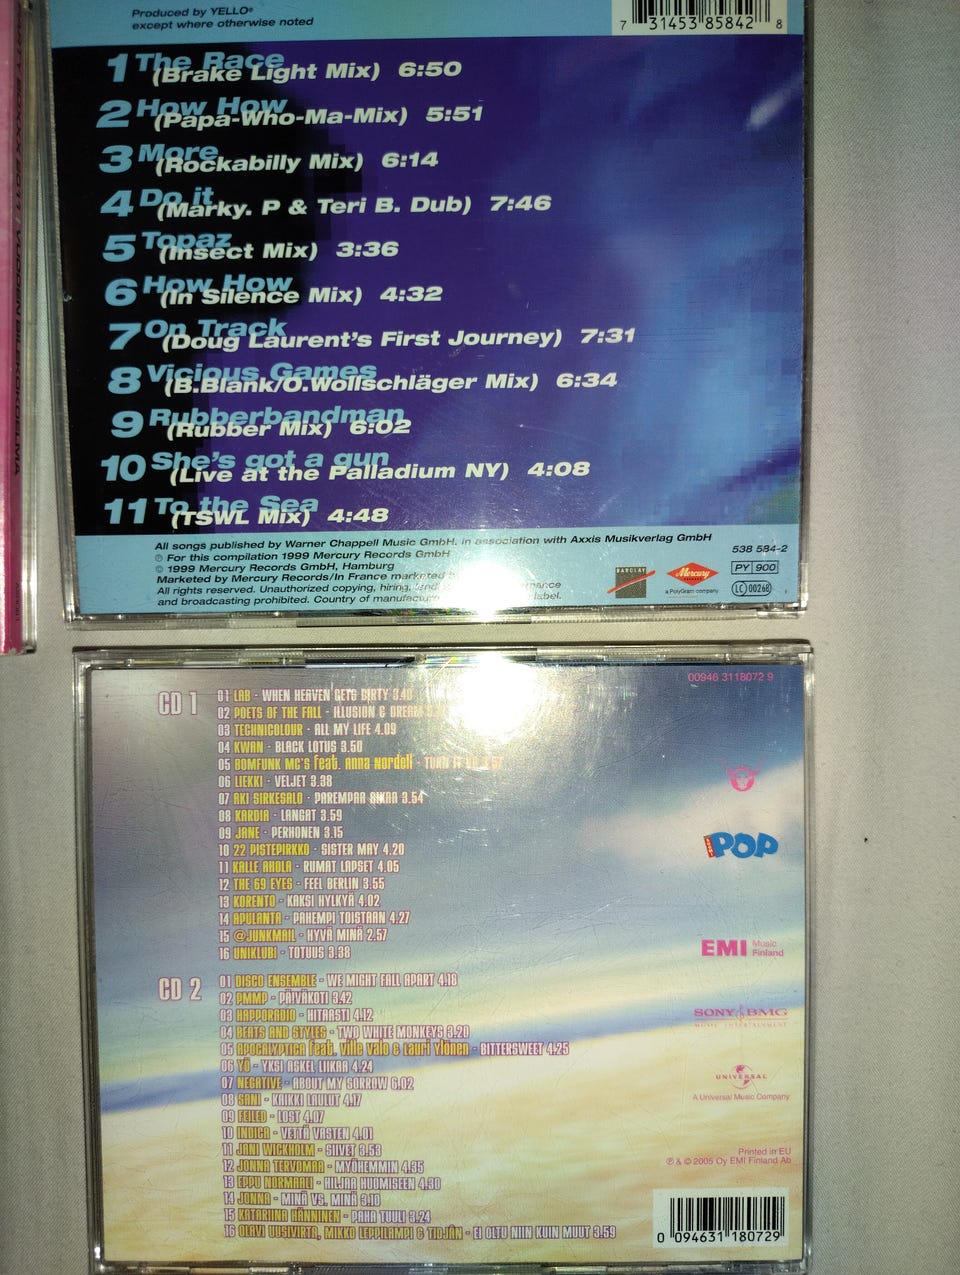 Produced by YELLO®
except where otherwise noted
7 31453 85842 8
1 The Race
(Brake Light Mix) 6:50
2 How How
(Papa-Who-Ma-Mix) 5:51
3 More
(Rockabilly Mix) 6:14
4 Do it
(Marky. P & Teri B. Dub) 7:46
5 Topaz
(Insect Mix) 3:36
6 How How
(In Silence Mix) 4:32
7 On Track
(Doug Laurent's First Journey) 7:31
8 Vicious Games
(B.Blank/O.Wollschläger Mix) 6:34
9 Rubberbandman
(Rubber Mix) 6:02
10 She's got a gun
(Live at the Palladium NY) 4:08
11 To the Sea
(TSWL Mix) 4:48
All songs published by Warner Chappell Music GmbH. in association with Axxis Musikverlag GmbH
℗ For this compilation 1999 Mercury Records GmbH
© 1999 Mercury Records GmbH, Hamburg
Marketed by Mercury Records/In France marketed
All rights reserved. Unauthorized copying, hiring,
and broadcasting prohibited. Country of manufacture label.
538 584-2
PY 900
LC 00268
BARCLAY
Mercury
a PolyGram company
00946 3118072 9
CD 1
01 LAB - WHEN HEAVEN GETS DIRTY 3.40
02 POETS OF THE FALL - ILLUSION & DREAM
03 TECHNICOLOUR - ALL MY LIFE 4.09
04 KWAN - BLACK LOTUS 3.50
05 BOMFUNK MC'S feat. anna nordell - TURN IT UP
06 LIEKKI - VELJET 3.38
07 AKI SIRKESALO - PAREMPAA AIKAA 3.54
08 KARDIA - LANGAT 3.59
09 JANE - PERHONEN 3.15
10 22 PISTEPIRKKO - SISTER MAY 4.20
11 KALLE AHOLA - RUMAT LAPSET 4.05
12 THE 69 EYES - FEEL BERLIN 3.55
13 KORENTO - KAKSI HYLKYÄ 4.02
14 APULANTA - PAHEMPI TOISTAAN 4.27
15 @JUNKMAIL - HYVÄ MINÄ 2.57
16 UNIKLUBI - TOTUUS 3.38
CD 2
01 DISCO ENSEMBLE - WE MIGHT FALL APART 4.18
02 PMMP - PÄIVÄKOTI 3.42
03 HAPPORADIO - HITAASTI 4.12
04 BEATS AND STYLES - TWO WHITE MONKEYS 3.20
05 APOCALYPTICA feat. ville valo & lauri ylönen - BITTERSWEET 4.25
06 YÖ - YKSI ASKEL LIIKAA 4.24
07 NEGATIVE - ABOUT MY SORROW 6.02
08 SANI - KAIKKI LAULUT 4.17
09 FEILED - LOST 4.07
10 INDICA - VETTÄ VASTEN 4.01
11 JANI WICKHOLM - SIIVET 3.53
12 JONNA TERVOMAA - MYÖHEMMIN 4.35
13 EPPU NORMAALI - HILJAA HUOMISEEN 4.30
14 JONNA - MINÄ VS. MINÄ 3.10
15 KATARIINA HÄNNINEN - PAHA TUULI 3.24
16 OLAVI UUSIVIRTA, MIKKO LEPPILAMPI & TIDJÂN - EI OLTU NIIN KUIN MUUT 3.59
POP
EMI Music Finland
SONY BMG
MUSIC ENTERTAINMENT
UNIVERSAL
A Universal Music Company
Printed in EU
℗ & © 2005 Oy EMI Finland Ab
0 094631 180729